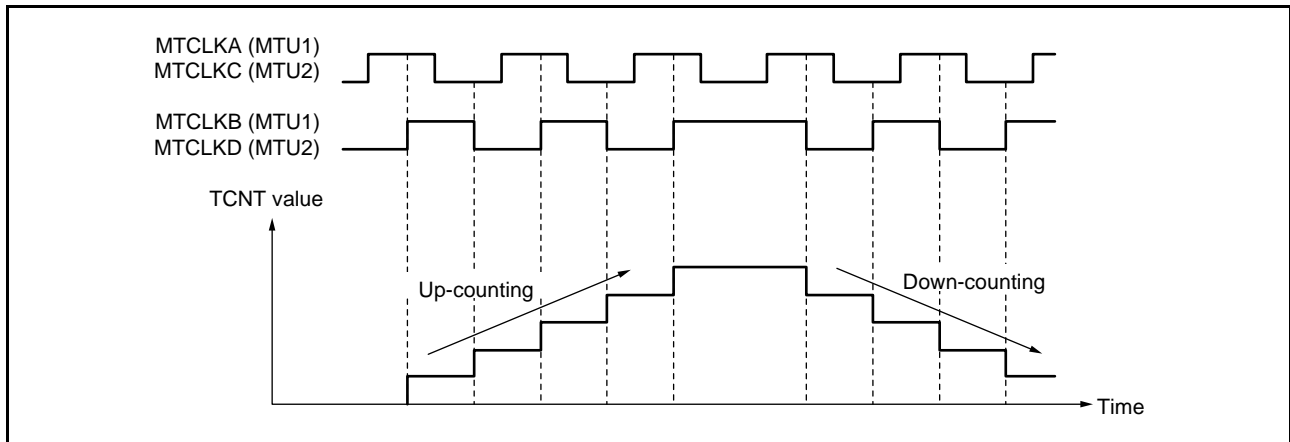 MTCLKA (MTU1)
MTCLKC (MTU2)
MTCLKB (MTU1)
MTCLKD (MTU2)
TCNT value
Up-counting
Down-counting
Time